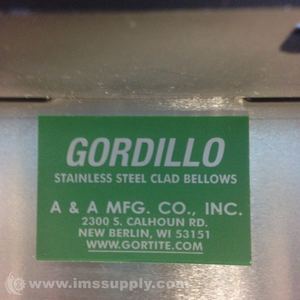 GORDILLO
STAINLESS STEEL CLAD BELLOWS
A & A MFG. CO., INC.
2300 S. CALHOUN RD.
NEW BERLIN, WI 53151
WWW.GORTITE.COM
© www.imssupply.com